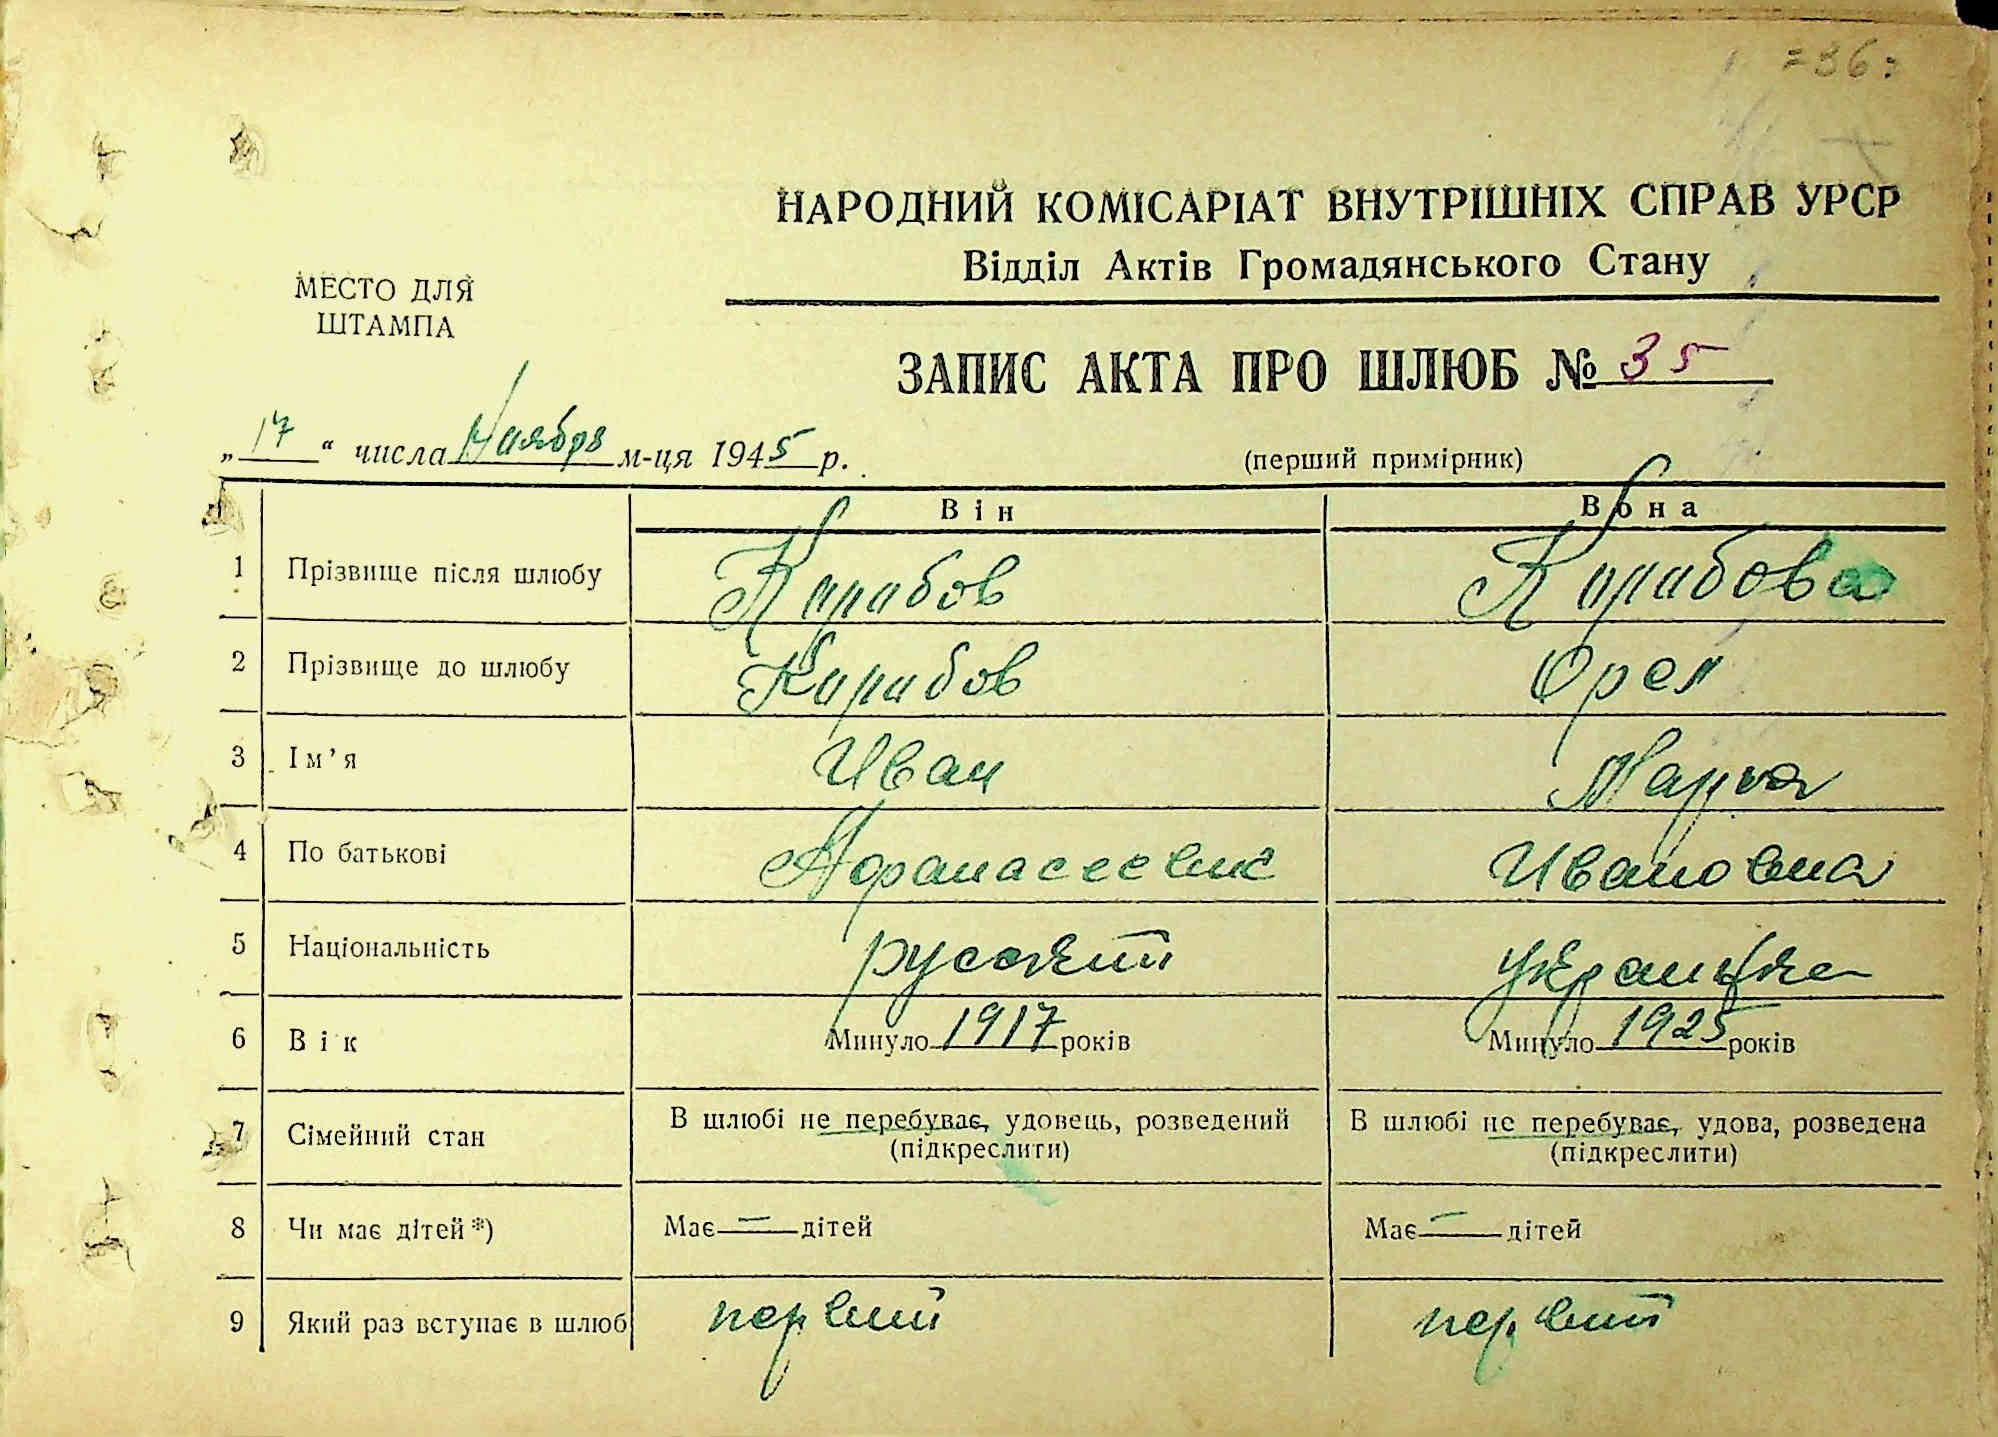 =36=
НАРОДНИЙ КОМІСАРІАТ ВНУТРІШНІХ СПРАВ УРСР
Відділ Актів Громадянського Стану
МЕСТО ДЛЯ
ШТАМПА
ЗАПИС АКТА ПРО ШЛЮБ № 35
„17“ числа Ноября м-ця 1945 р.
(перший примірник)
Він Вона
1 Прізвище після шлюбу Карабов Карабова
2 Прізвище до шлюбу Карабов Орел
3 Ім’я Иван Мария
4 По батькові Афанасеевич Ивановна
5 Національність русский украинка
6 Вік Минуло 1917 років Минуло 1925 років
7 Сімейний стан В шлюбі не перебуває, удовець, розведений (підкреслити) В шлюбі не перебуває, удова, розведена (підкреслити)
8 Чи має дітей*) Має — дітей Має — дітей
9 Який раз вступає в шлюб первый первый